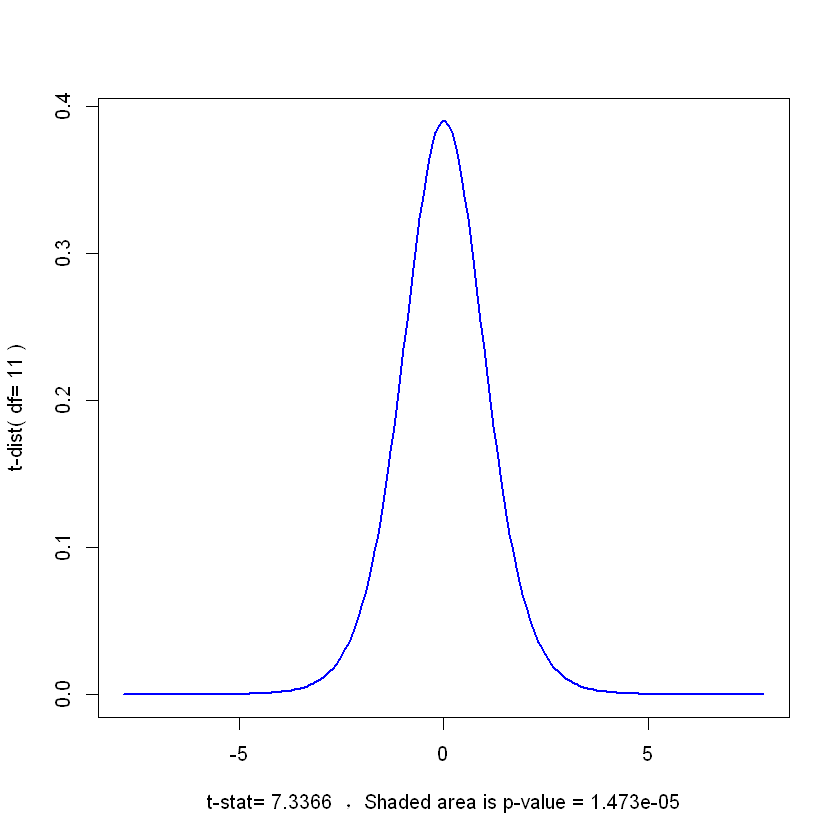 t-dist( df= 11 )
0.4
0.3
0.2
0.1
0.0
-5 0 5
t-stat= 7.3366 . Shaded area is p-value = 1.473e-05